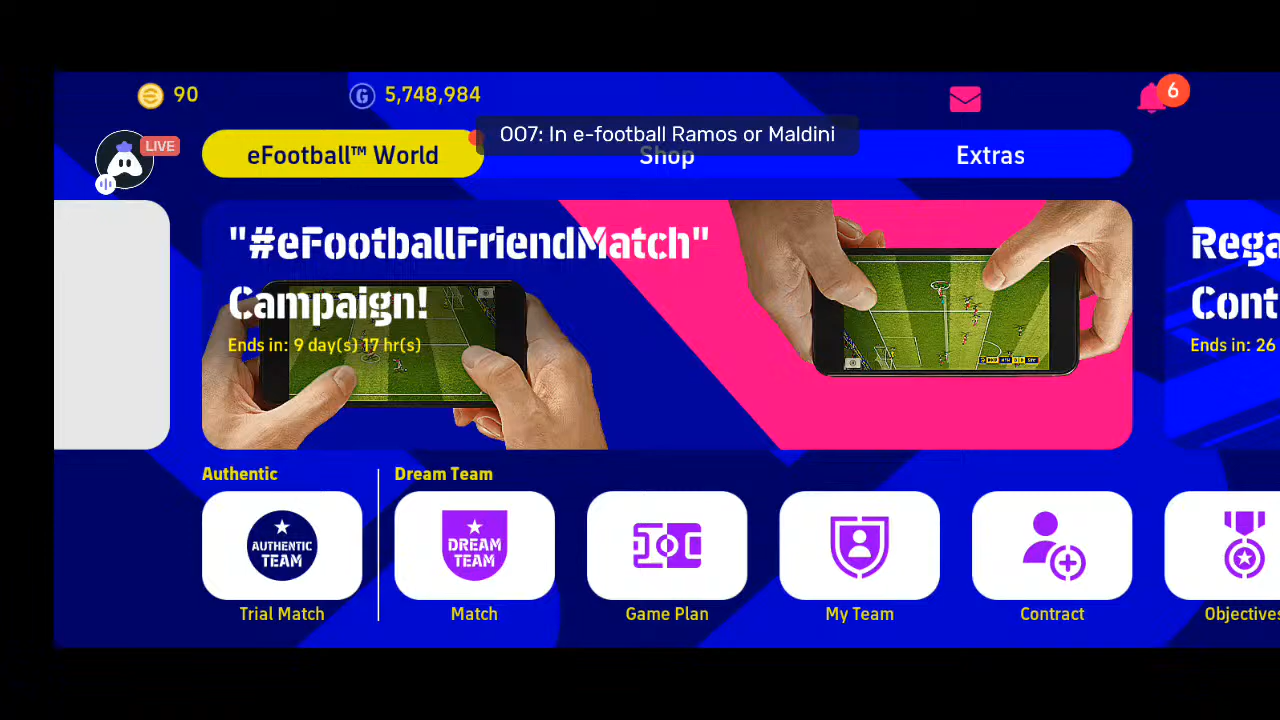 90
5,748,984
6
LIVE
007: In e-football Ramos or Maldini
eFootball™ World
Shop
Extras
"#eFootballFriendMatch"
Campaign!
Ends in: 9 day(s) 17 hr(s)
Rega
Cont
Ends in: 26
Authentic
Dream Team
AUTHENTIC
TEAM
DREAM
TEAM
Trial Match
Match
Game Plan
My Team
Contract
Objectives